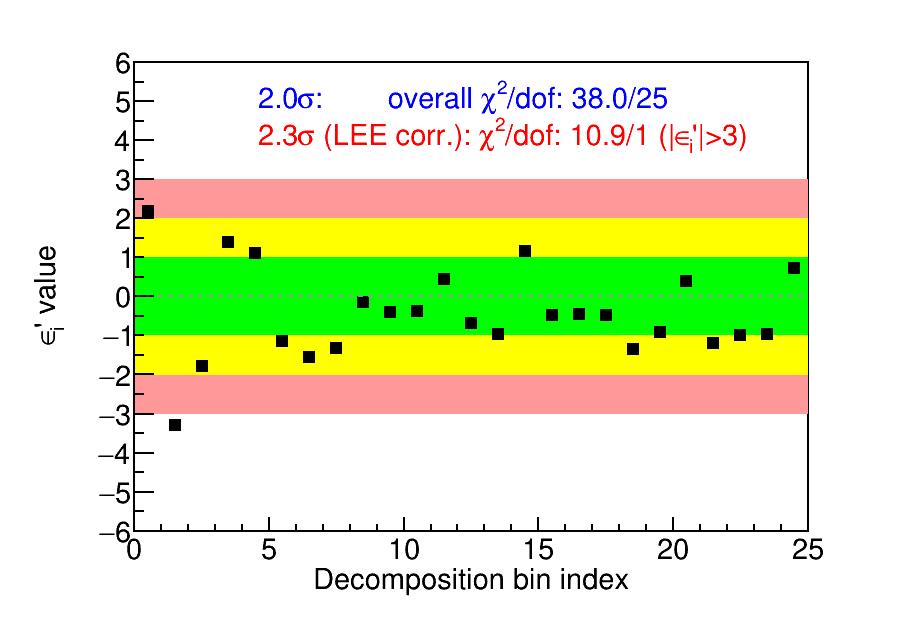 6
5
4
3
2
1
0
−1
−2
−3
−4
−5
−6
ϵᵢ' value
2.0σ: overall χ²/dof: 38.0/25
2.3σ (LEE corr.): χ²/dof: 10.9/1 (|ϵᵢ'|>3)
0 5 10 15 20 25
Decomposition bin index